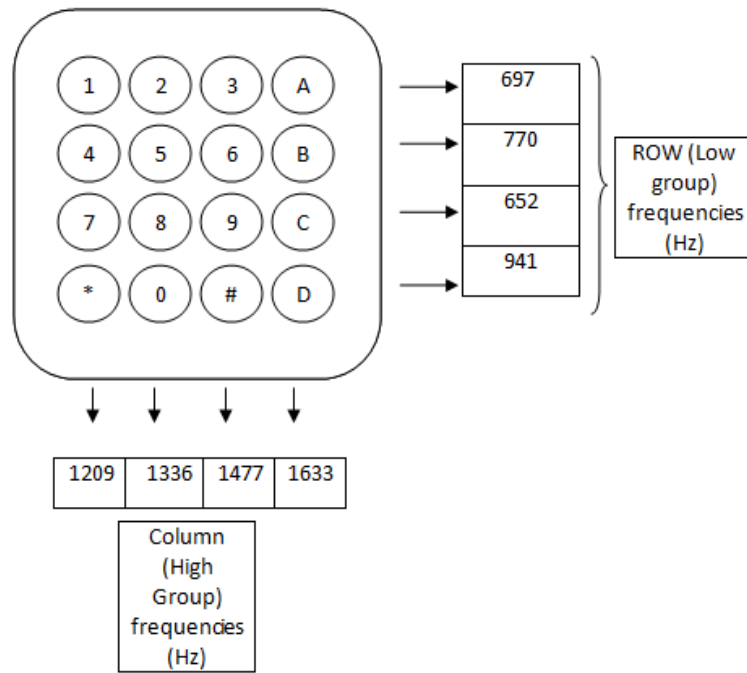 1 2 3 A
697
4 5 6 B
770
7 8 9 C
652
* 0 # D
941
ROW (Low
group)
frequencies
(Hz)
1209 1336 1477 1633
Column
(High
Group)
frequencies
(Hz)